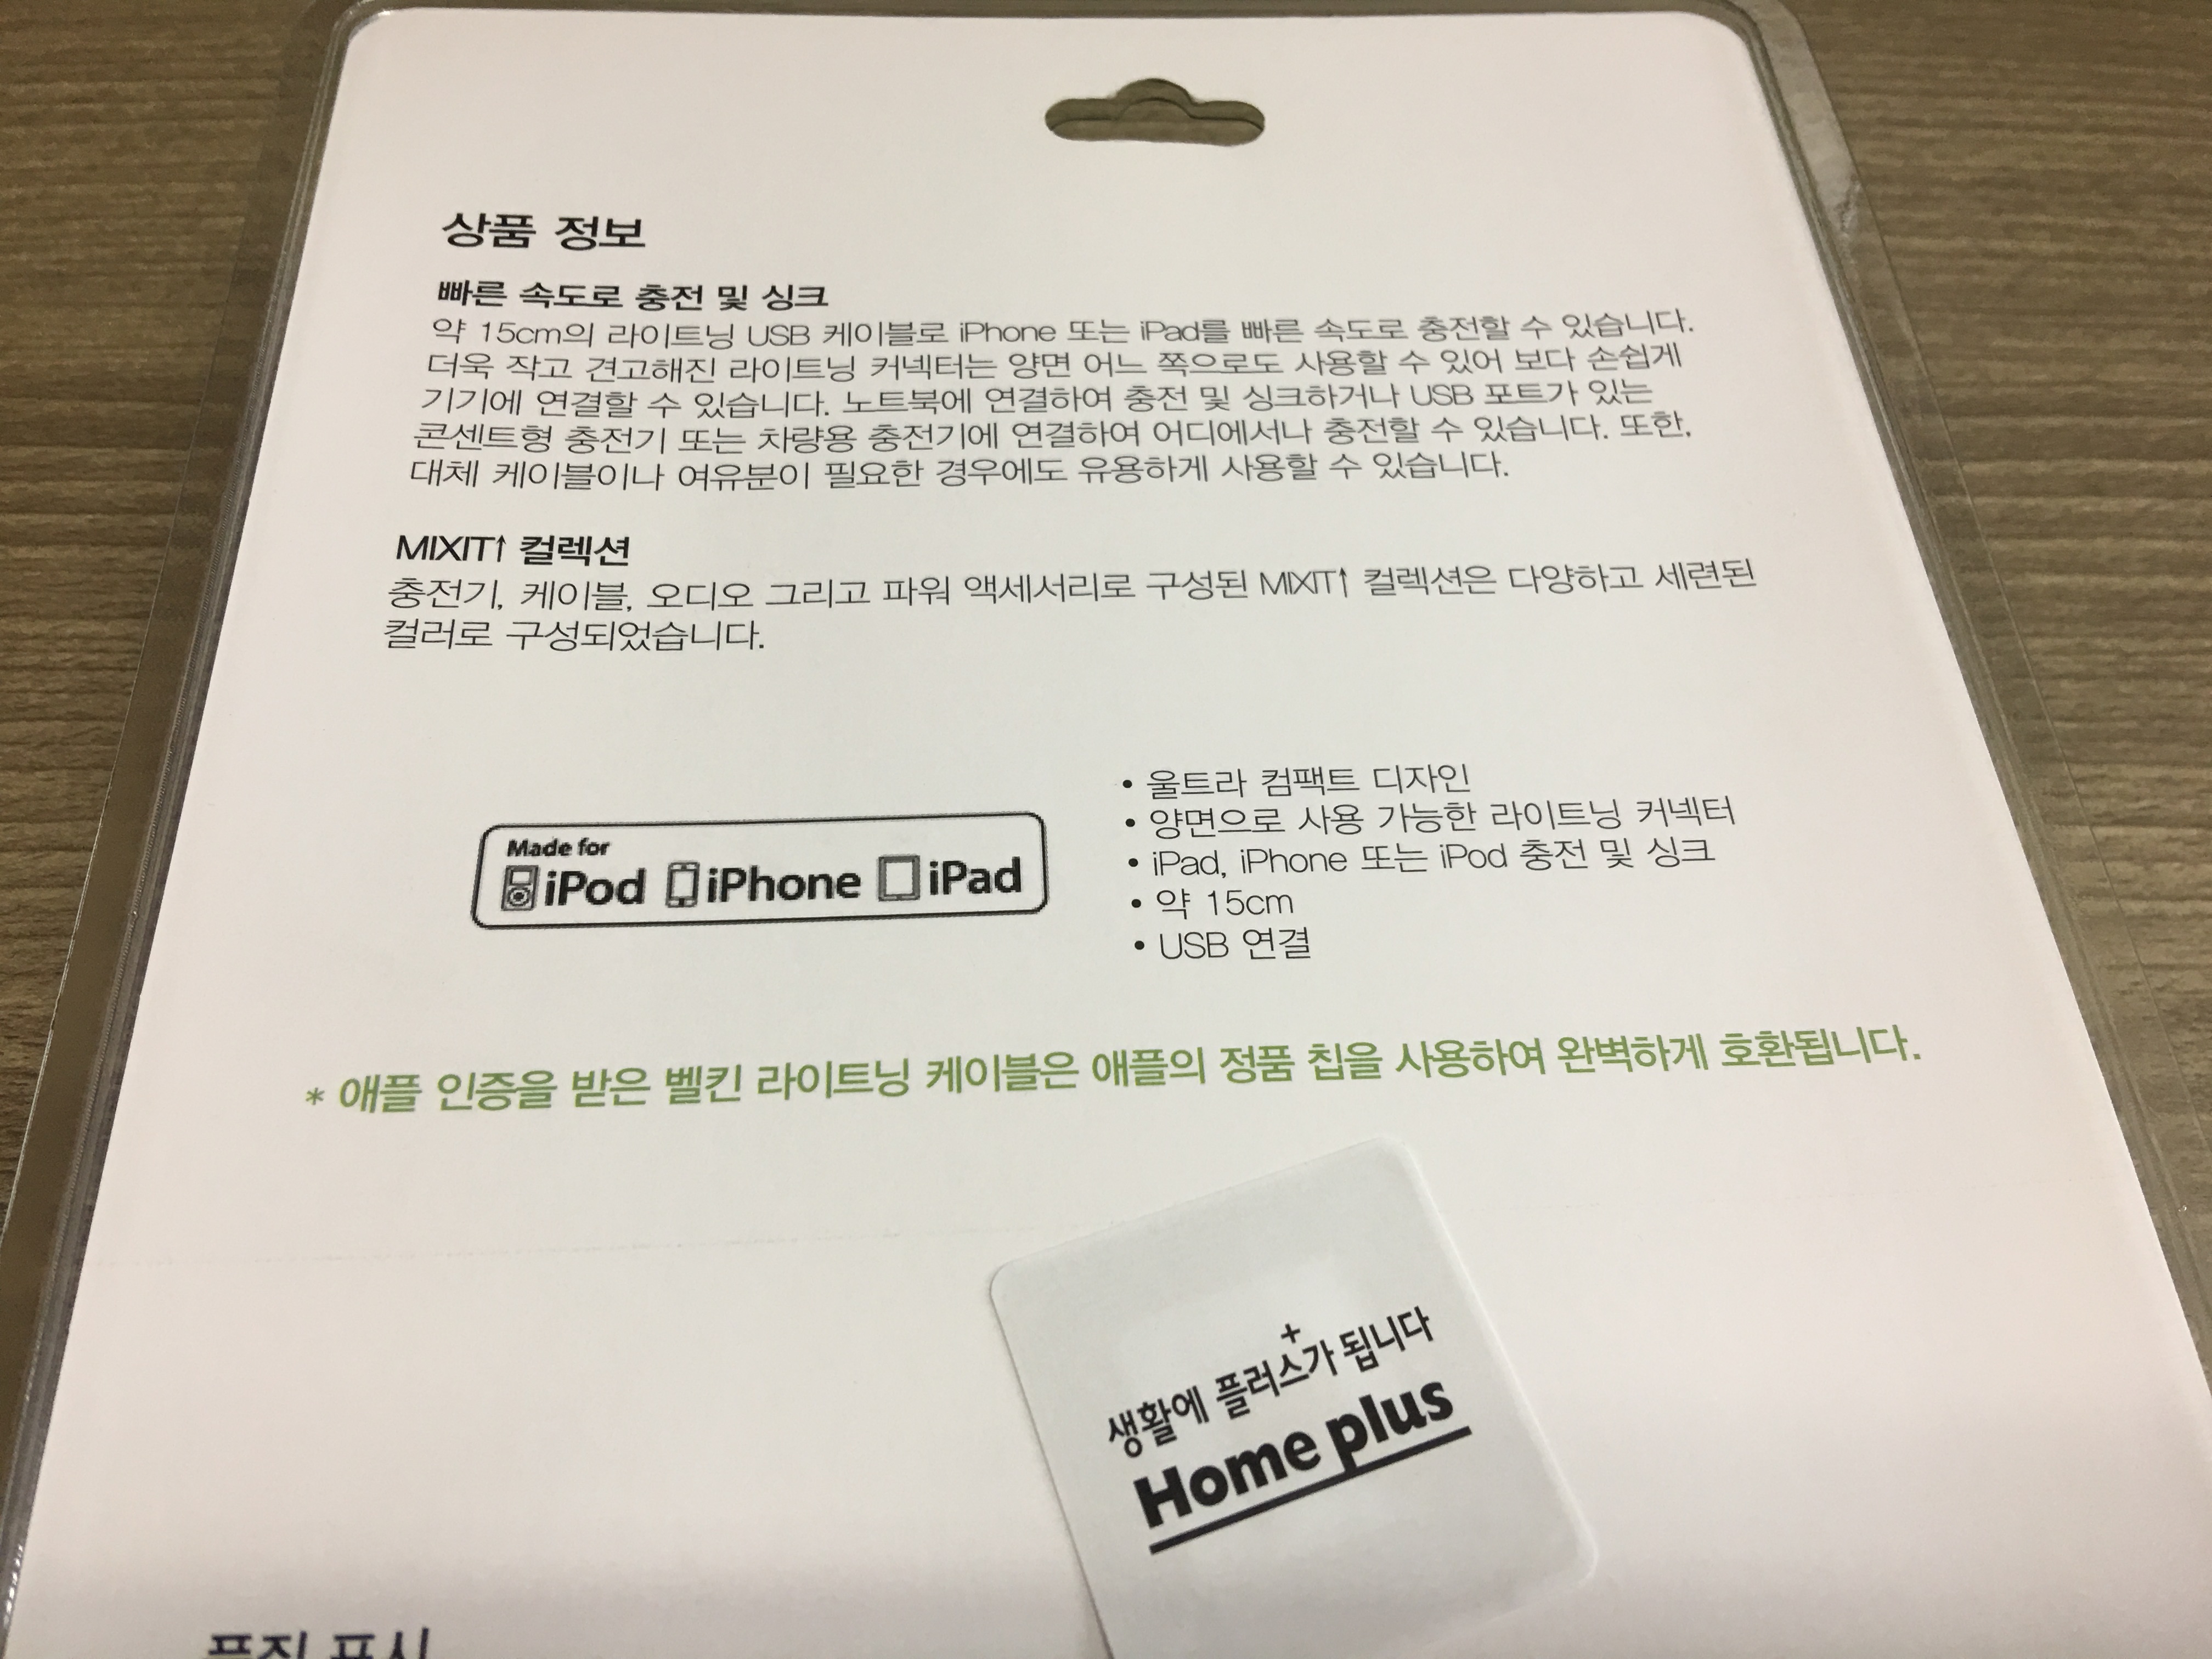 상품 정보
빠른 속도로 충전 및 싱크
약 15cm의 라이트닝 USB 케이블로 iPhone 또는 iPad를 빠른 속도로 충전할 수 있습니다.
더욱 작고 견고해진 라이트닝 커넥터는 양면 어느 쪽으로도 사용할 수 있어 보다 손쉽게
기기에 연결할 수 있습니다. 노트북에 연결하여 충전 및 싱크하거나 USB 포트가 있는
콘센트형 충전기 또는 차량용 충전기에 연결하여 어디에서나 충전할 수 있습니다. 또한,
대체 케이블이나 여유분이 필요한 경우에도 유용하게 사용할 수 있습니다.
MIXIT↑ 컬렉션
충전기, 케이블, 오디오 그리고 파워 액세서리로 구성된 MIXIT↑ 컬렉션은 다양하고 세련된
컬러로 구성되었습니다.
Made for
iPod iPhone iPad
• 울트라 컴팩트 디자인
• 양면으로 사용 가능한 라이트닝 커넥터
• iPad, iPhone 또는 iPod 충전 및 싱크
• 약 15cm
• USB 연결
* 애플 인증을 받은 벨킨 라이트닝 케이블은 애플의 정품 칩을 사용하여 완벽하게 호환됩니다.
생활에 플러스가 됩니다
Home plus
품질 표시